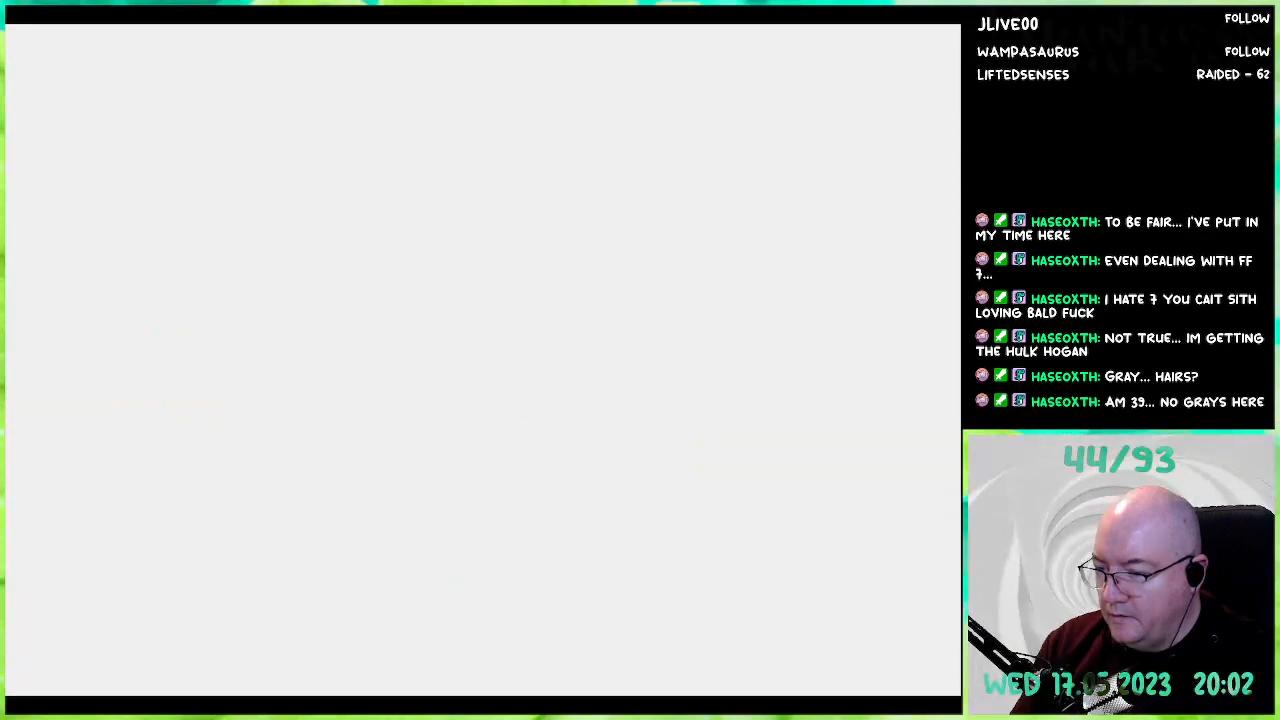 JLIVE00 FOLLOW
WAMPASAURUS FOLLOW
LIFTEDSENSES RAIDED - 62
HASEOXTH: TO BE FAIR... I'VE PUT IN
MY TIME HERE
HASEOXTH: EVEN DEALING WITH FF
7...
HASEOXTH: I HATE 7 YOU CAIT SITH
LOVING BALD FUCK
HASEOXTH: NOT TRUE... IM GETTING
THE HULK HOGAN
HASEOXTH: GRAY... HAIRS?
HASEOXTH: AM 39... NO GRAYS HERE
44/93
WED 17.05.2023 20:02